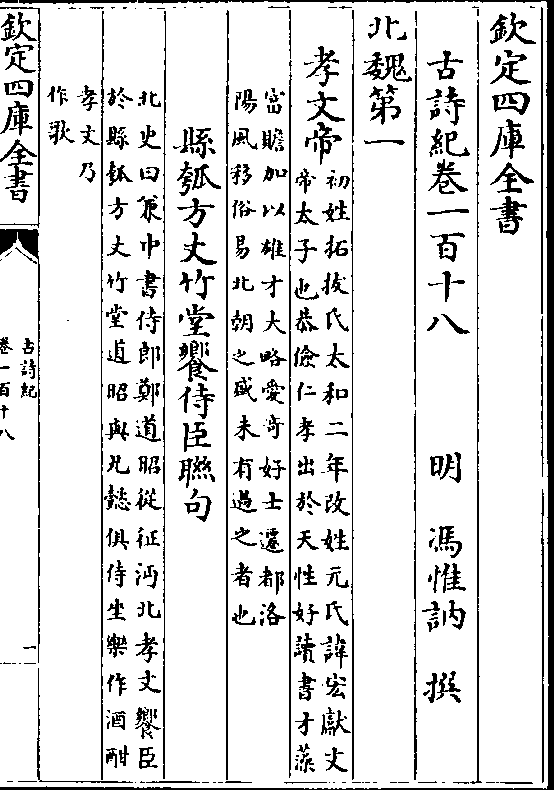 欽定四庫全書
古詩紀卷一百十八
明 馮惟訥 撰
北魏第一
孝文帝
初姓拓拔氏太和二年改姓元氏諱宏獻文
帝太子也恭儉仁孝出於天性好讀書才藻
富贍加以雄才大略愛奇好士遷都洛
陽風移俗易北朝之盛未有過之者也
縣瓠方丈竹堂饗侍臣聯句
北史曰魏中書侍郎鄭道昭從征沔北孝文饗臣
於縣瓠方丈竹堂道昭與兄懿俱侍坐樂作酒酣
孝文乃
作歌
欽定四庫全書
古詩紀
卷一百十八
一